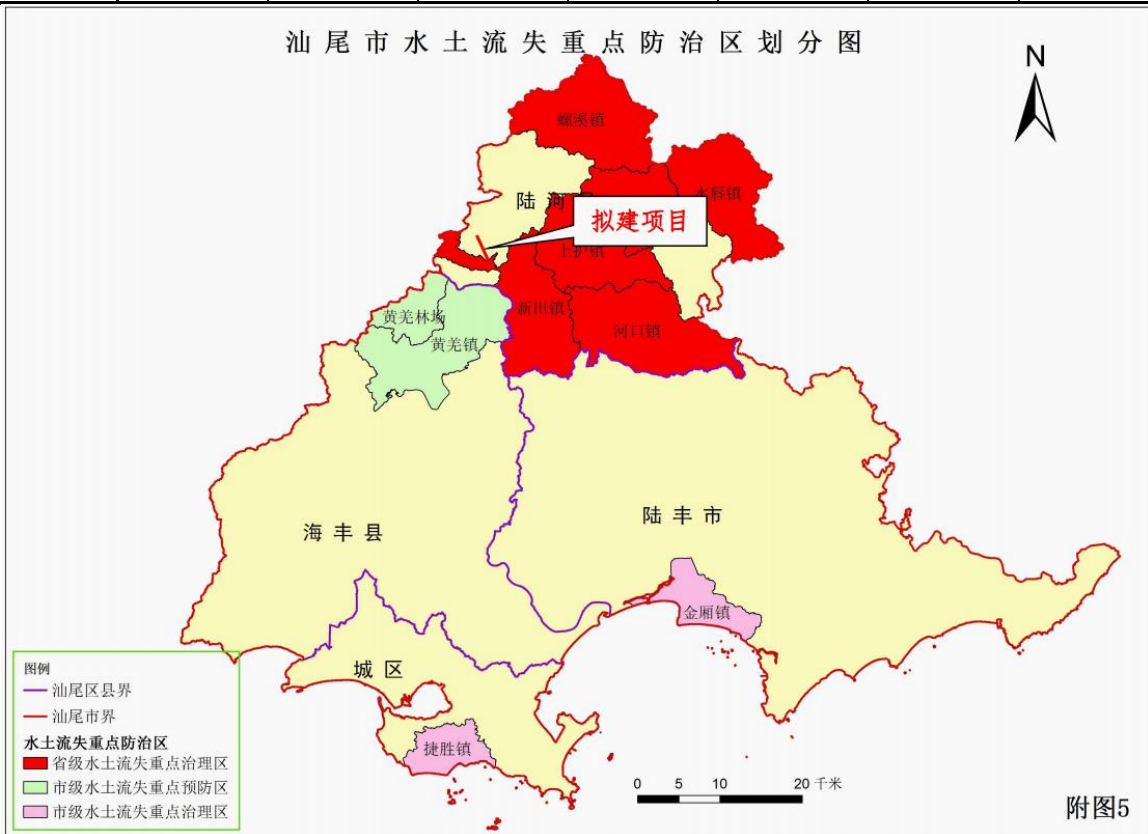 汕尾市水土流失重点防治区划分图
N
螺溪镇
水唇镇
陆河
拟建项目
上护镇
新田镇
河口镇
黄羌林场
黄羌镇
海丰县
陆丰市
金厢镇
城区
捷胜镇
图例
汕尾区县界
汕尾市界
水土流失重点防治区
省级水土流失重点治理区
市级水土流失重点预防区
市级水土流失重点治理区
0 5 10 20 千米
附图5